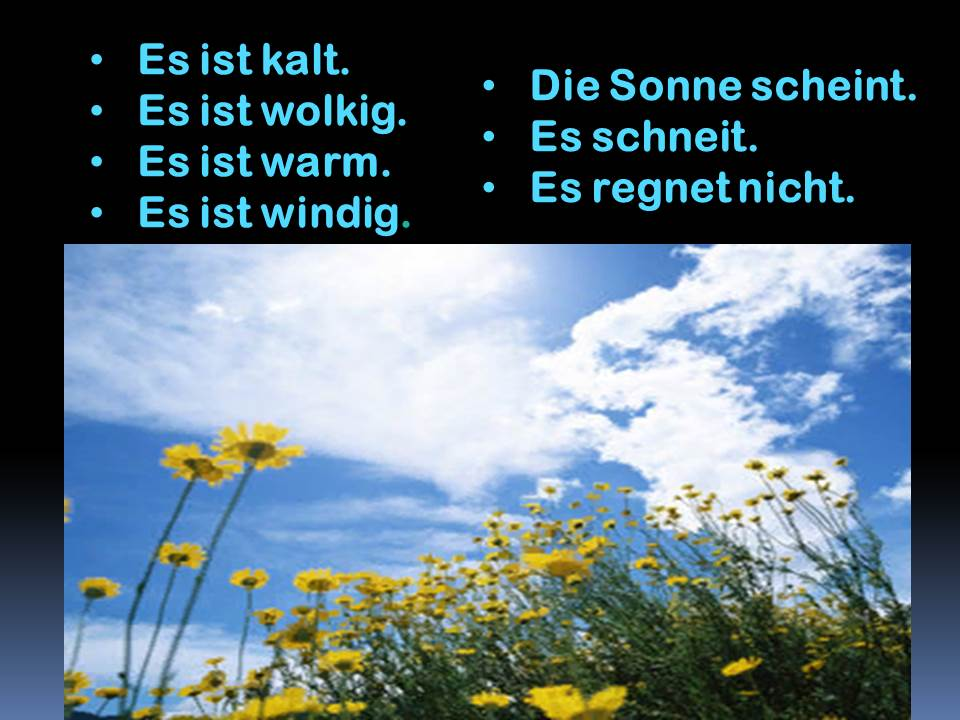 • Es ist kalt.
• Es ist wolkig.
• Es ist warm.
• Es ist windig.
• Die Sonne scheint.
• Es schneit.
• Es regnet nicht.